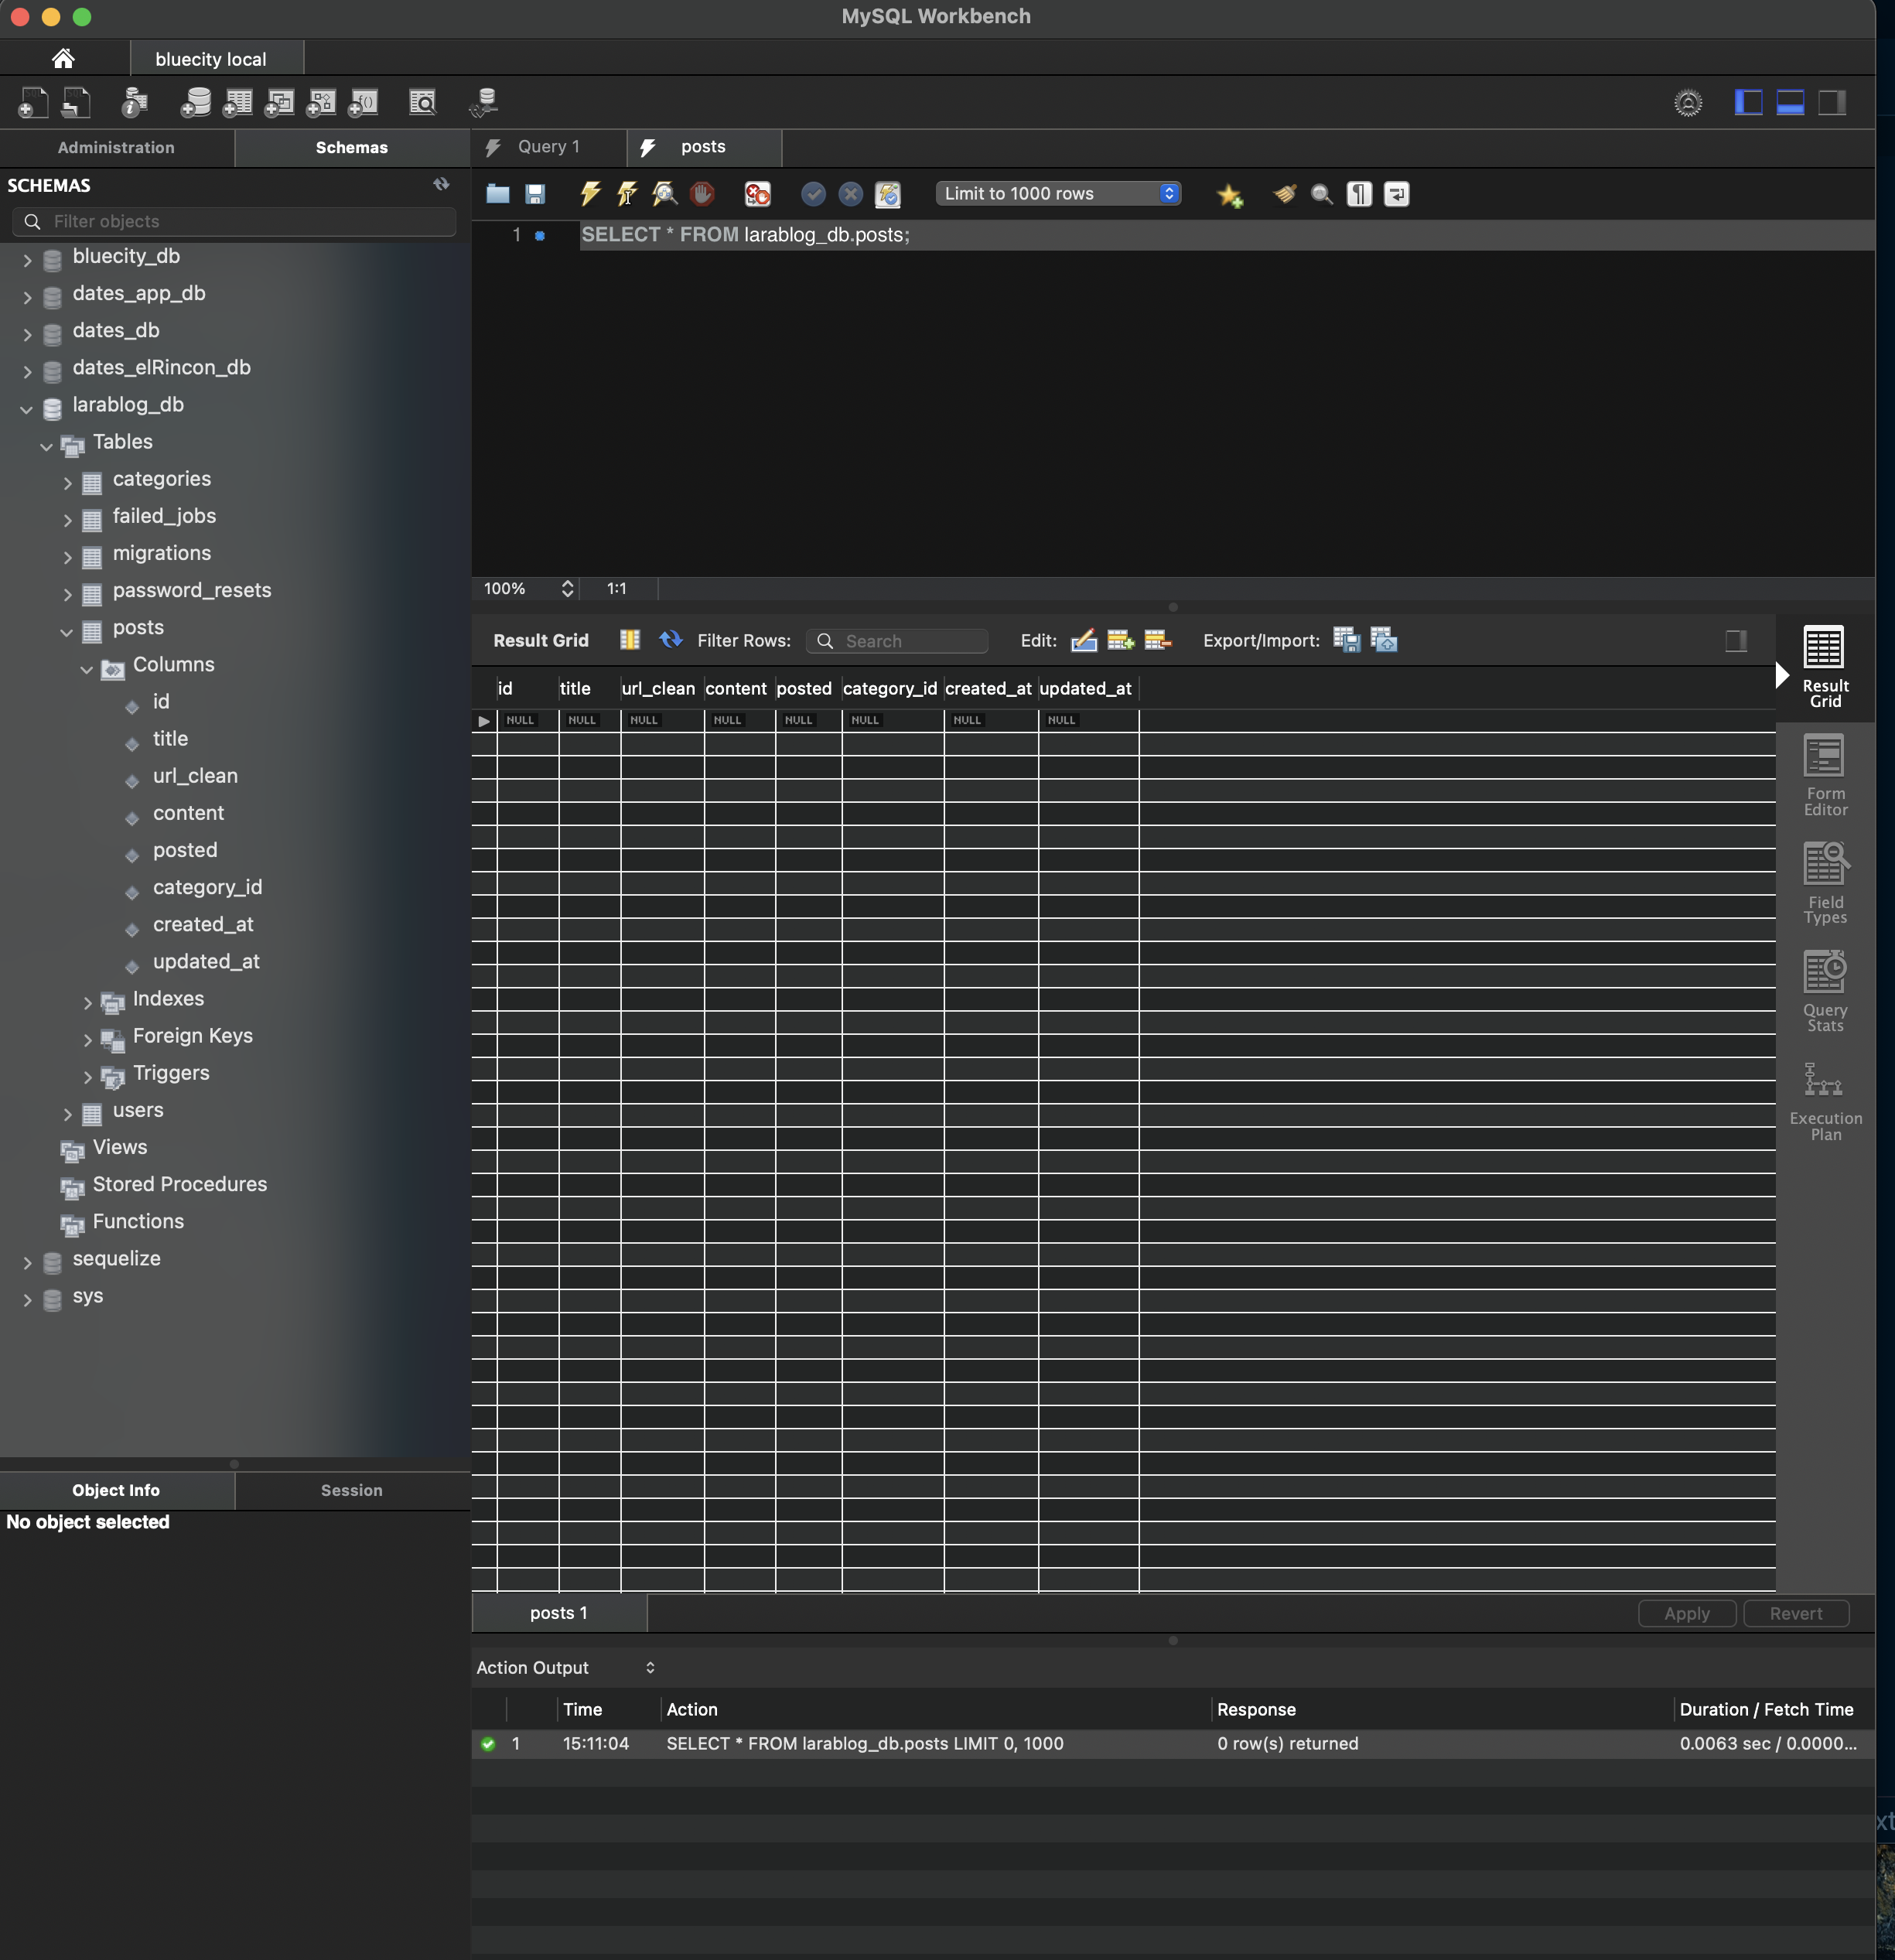 MySQL Workbench
bluecity local
Administration
Schemas
Query 1
posts
SCHEMAS
Filter objects
bluecity_db
dates_app_db
dates_db
dates_elRincon_db
larablog_db
Tables
categories
failed_jobs
migrations
password_resets
posts
Columns
id
title
url_clean
content
posted
category_id
created_at
updated_at
Indexes
Foreign Keys
Triggers
users
Views
Stored Procedures
Functions
sequelize
sys
Object Info
Session
No object selected
Limit to 1000 rows
1
SELECT * FROM larablog_db.posts;
100%
1:1
Result Grid
Filter Rows:
Search
Edit:
Export/Import:
id title url_clean content posted category_id created_at updated_at
NULL NULL NULL NULL NULL NULL NULL NULL
Result
Grid
Form
Editor
Field
Types
Query
Stats
Execution
Plan
posts 1
Apply
Revert
Action Output
Time Action Response Duration / Fetch Time
1 15:11:04 SELECT * FROM larablog_db.posts LIMIT 0, 1000 0 row(s) returned 0.0063 sec / 0.0000...
xt